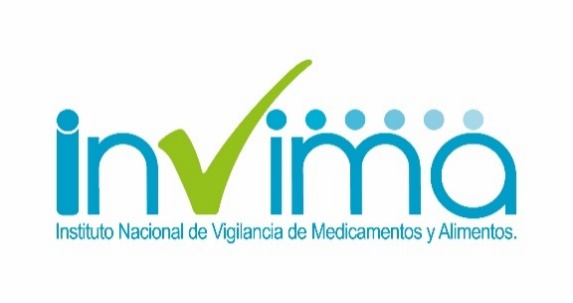 invima
Instituto Nacional de Vigilancia de Medicamentos y Alimentos.